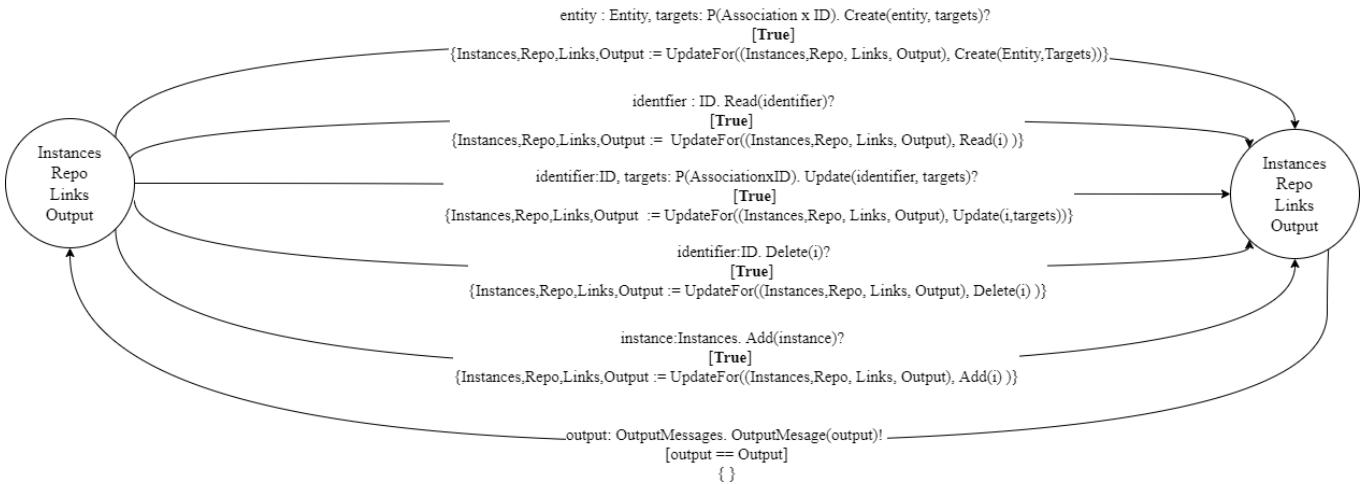 entity : Entity, targets: P(Association x ID). Create(entity, targets)?
[True]
{Instances,Repo,Links,Output := UpdateFor((Instances,Repo, Links, Output), Create(Entity,Targets))}
identfier : ID. Read(identifier)?
[True]
{Instances,Repo,Links,Output := UpdateFor((Instances,Repo, Links, Output), Read(i) )}
Instances
Repo
Links
Output
identifier:ID, targets: P(AssociationxID). Update(identifier, targets)?
[True]
{Instances,Repo,Links,Output := UpdateFor((Instances,Repo, Links, Output), Update(i,targets))}
Instances
Repo
Links
Output
identifier:ID. Delete(i)?
[True]
{Instances,Repo,Links,Output := UpdateFor((Instances,Repo, Links, Output), Delete(i) )}
instance:Instances. Add(instance)?
[True]
{Instances,Repo,Links,Output := UpdateFor((Instances,Repo, Links, Output), Add(i) )}
output: OutputMessages. OutputMesage(output)!
[output == Output]
{ }